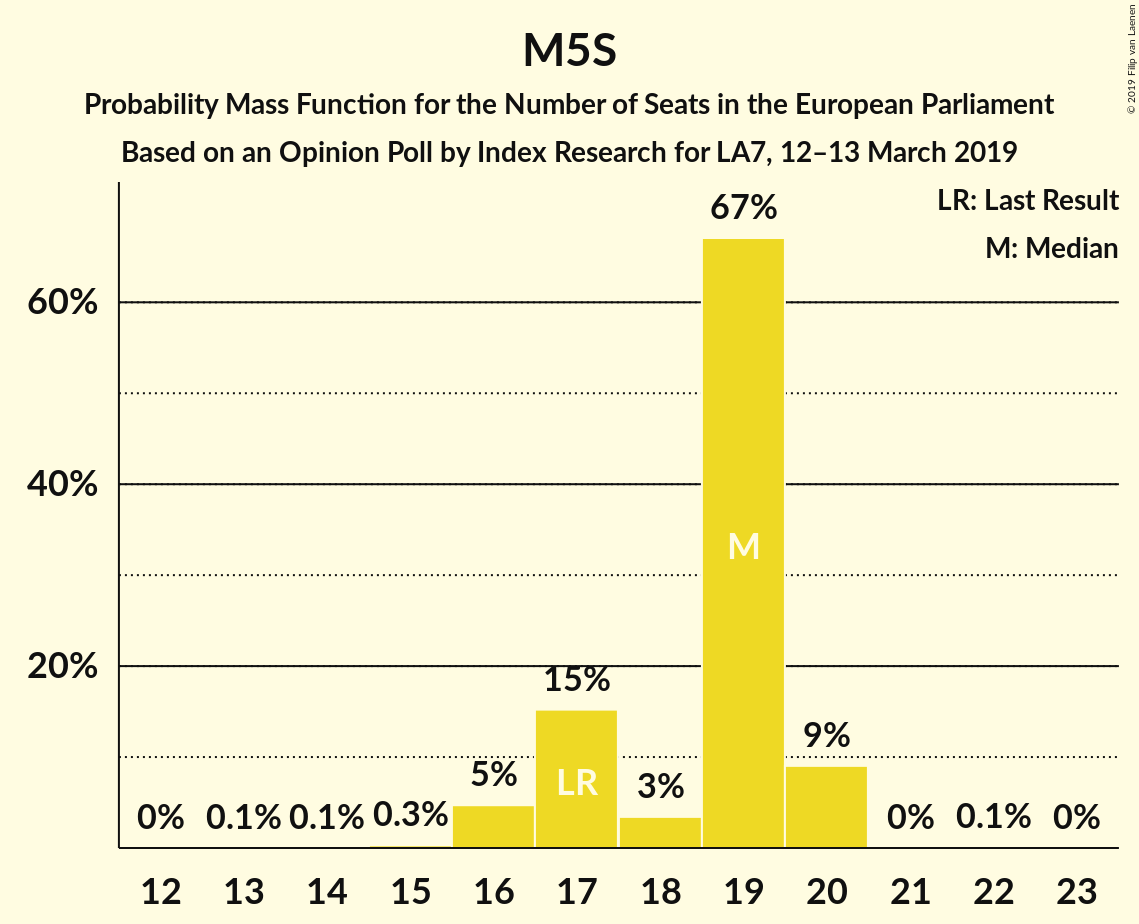 M5S
Probability Mass Function for the Number of Seats in the European Parliament
Based on an Opinion Poll by Index Research for LA7, 12–13 March 2019
© 2019 Filip van Laenen
LR: Last Result
M: Median
67%
60%
40%
M
20%
15%
9%
5%
LR
3%
0% 0.1% 0.1% 0.3% 0% 0.1% 0%
12 13 14 15 16 17 18 19 20 21 22 23